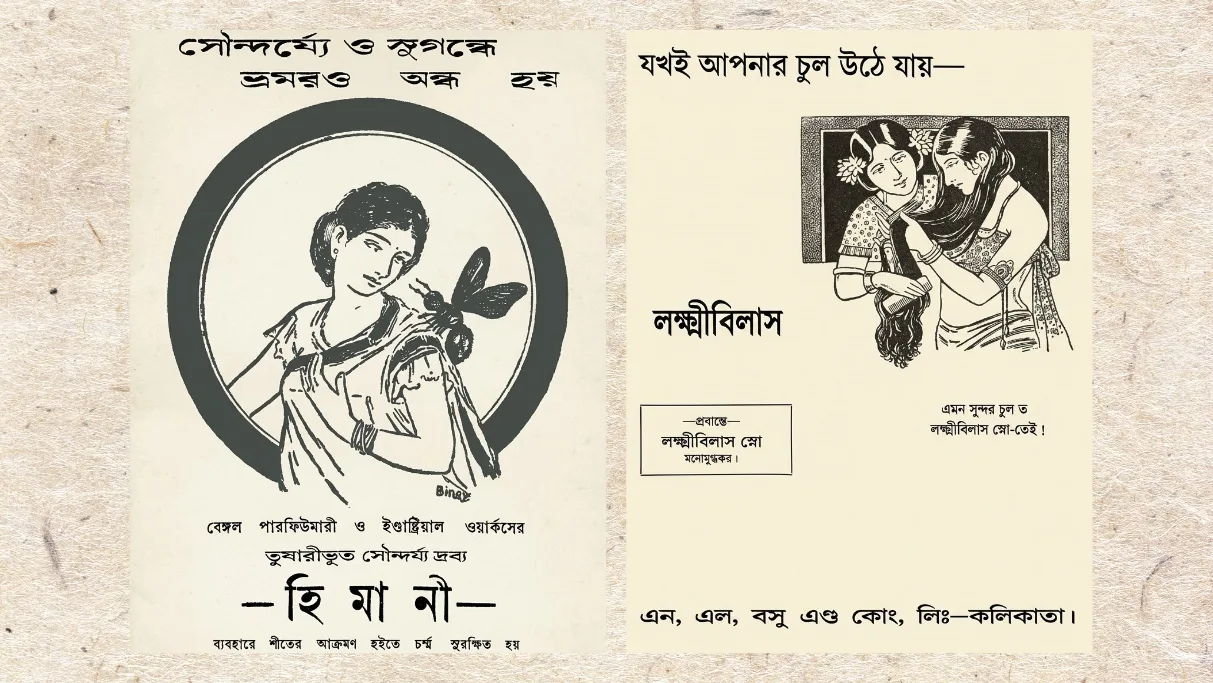 সৌন্দর্য্যে ও সুগন্ধে
ভ্রমরও অন্ধ হয়
Binay
বেঙ্গল পারফিউমারী ও ইণ্ডাষ্ট্রিয়াল ওয়ার্কসের
তুষারীভূত সৌন্দর্য্য দ্রব্য
—হি মা নী—
ব্যবহারে শীতের আক্রমণ হইতে চর্ম্ম সুরক্ষিত হয়
যখই আপনার চুল উঠে যায়—
লক্ষ্মীবিলাস
—প্রবান্তে—
লক্ষ্মীবিলাস স্নো
মনোমুগ্ধকর।
এমন সুন্দর চুল ত
লক্ষ্মীবিলাস স্নো-তেই !
এন, এল, বসু এণ্ড কোং, লিঃ—কলিকাতা।